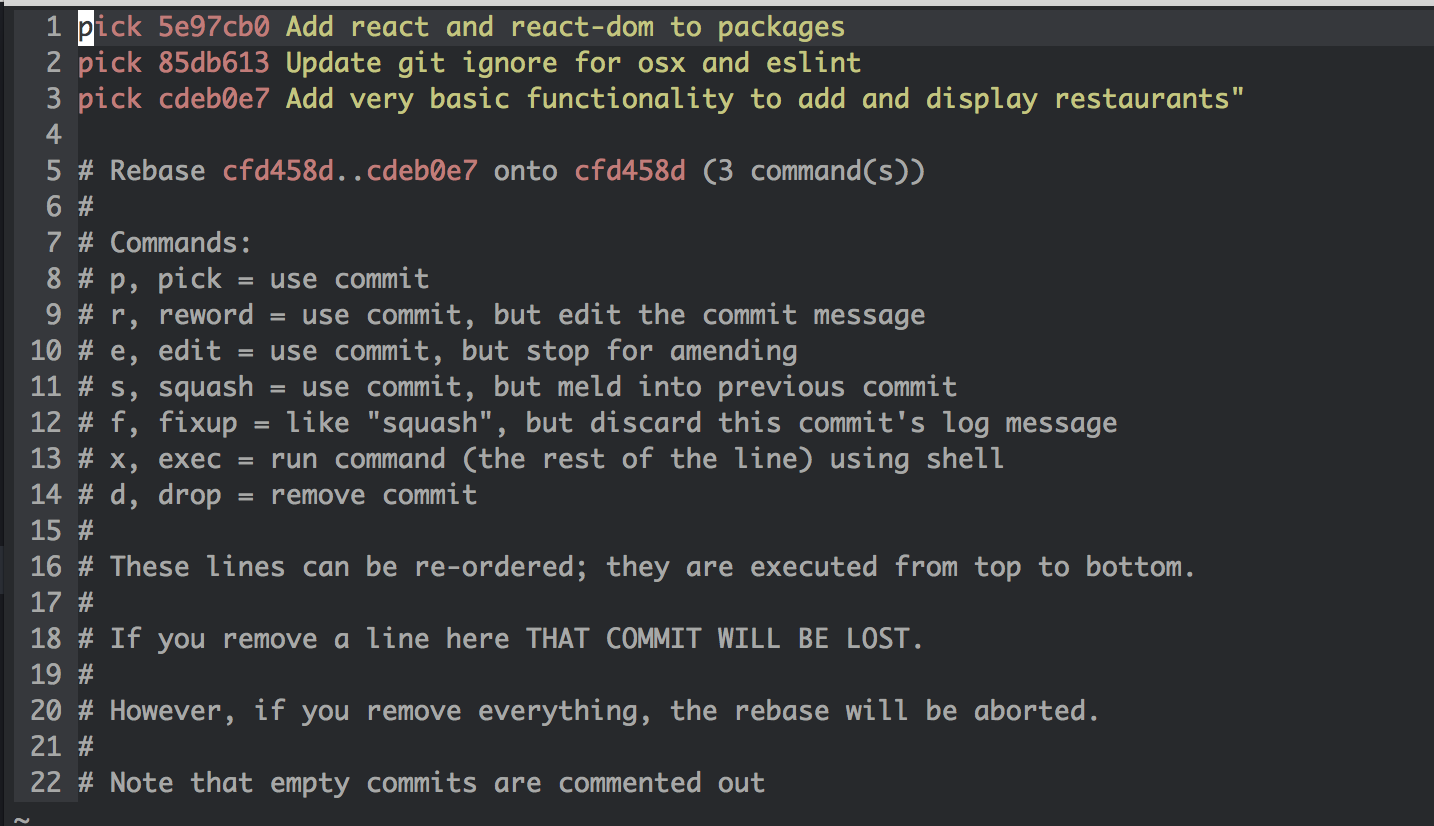 1 pick 5e97cb0 Add react and react-dom to packages
2 pick 85db613 Update git ignore for osx and eslint
3 pick cdeb0e7 Add very basic functionality to add and display restaurants"
4
5 # Rebase cfd458d..cdeb0e7 onto cfd458d (3 command(s))
6 #
7 # Commands:
8 # p, pick = use commit
9 # r, reword = use commit, but edit the commit message
10 # e, edit = use commit, but stop for amending
11 # s, squash = use commit, but meld into previous commit
12 # f, fixup = like "squash", but discard this commit's log message
13 # x, exec = run command (the rest of the line) using shell
14 # d, drop = remove commit
15 #
16 # These lines can be re-ordered; they are executed from top to bottom.
17 #
18 # If you remove a line here THAT COMMIT WILL BE LOST.
19 #
20 # However, if you remove everything, the rebase will be aborted.
21 #
22 # Note that empty commits are commented out
~